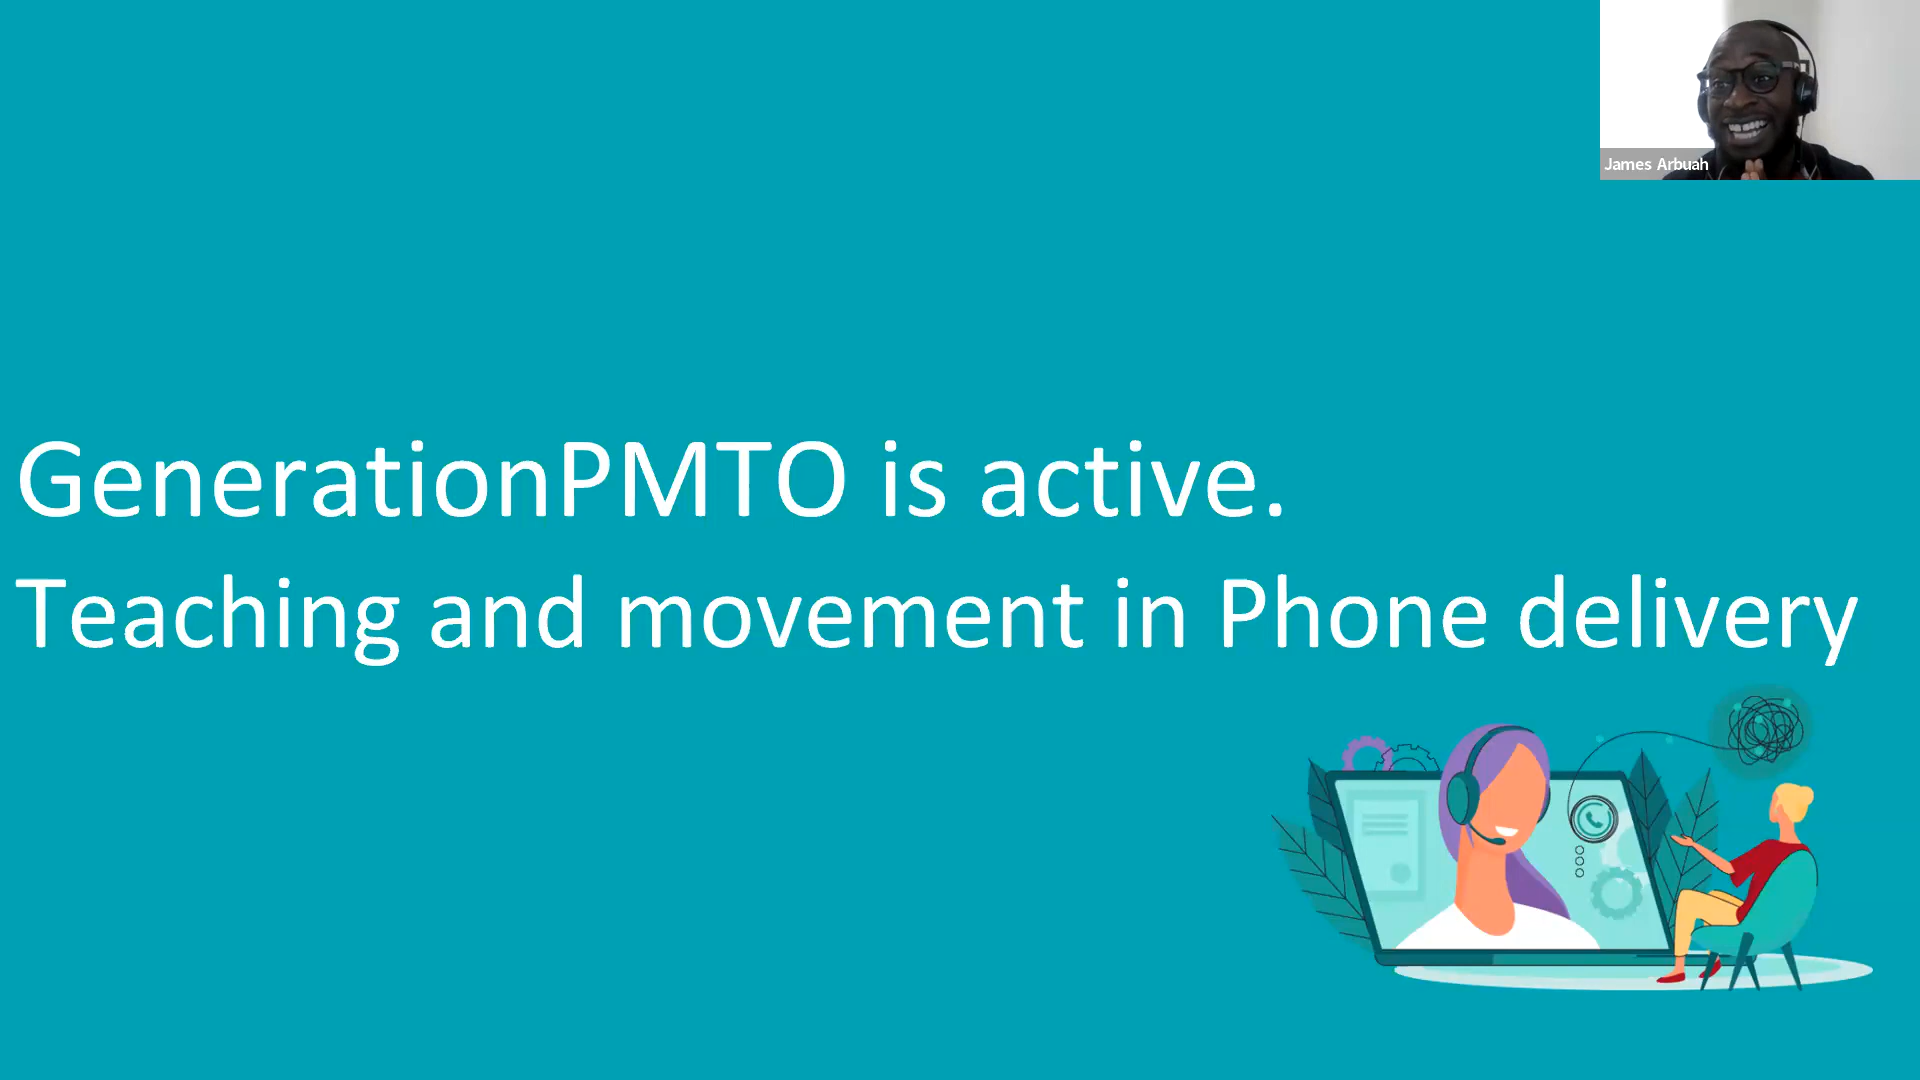 James Arbuah
GenerationPMTO is active.
Teaching and movement in Phone delivery